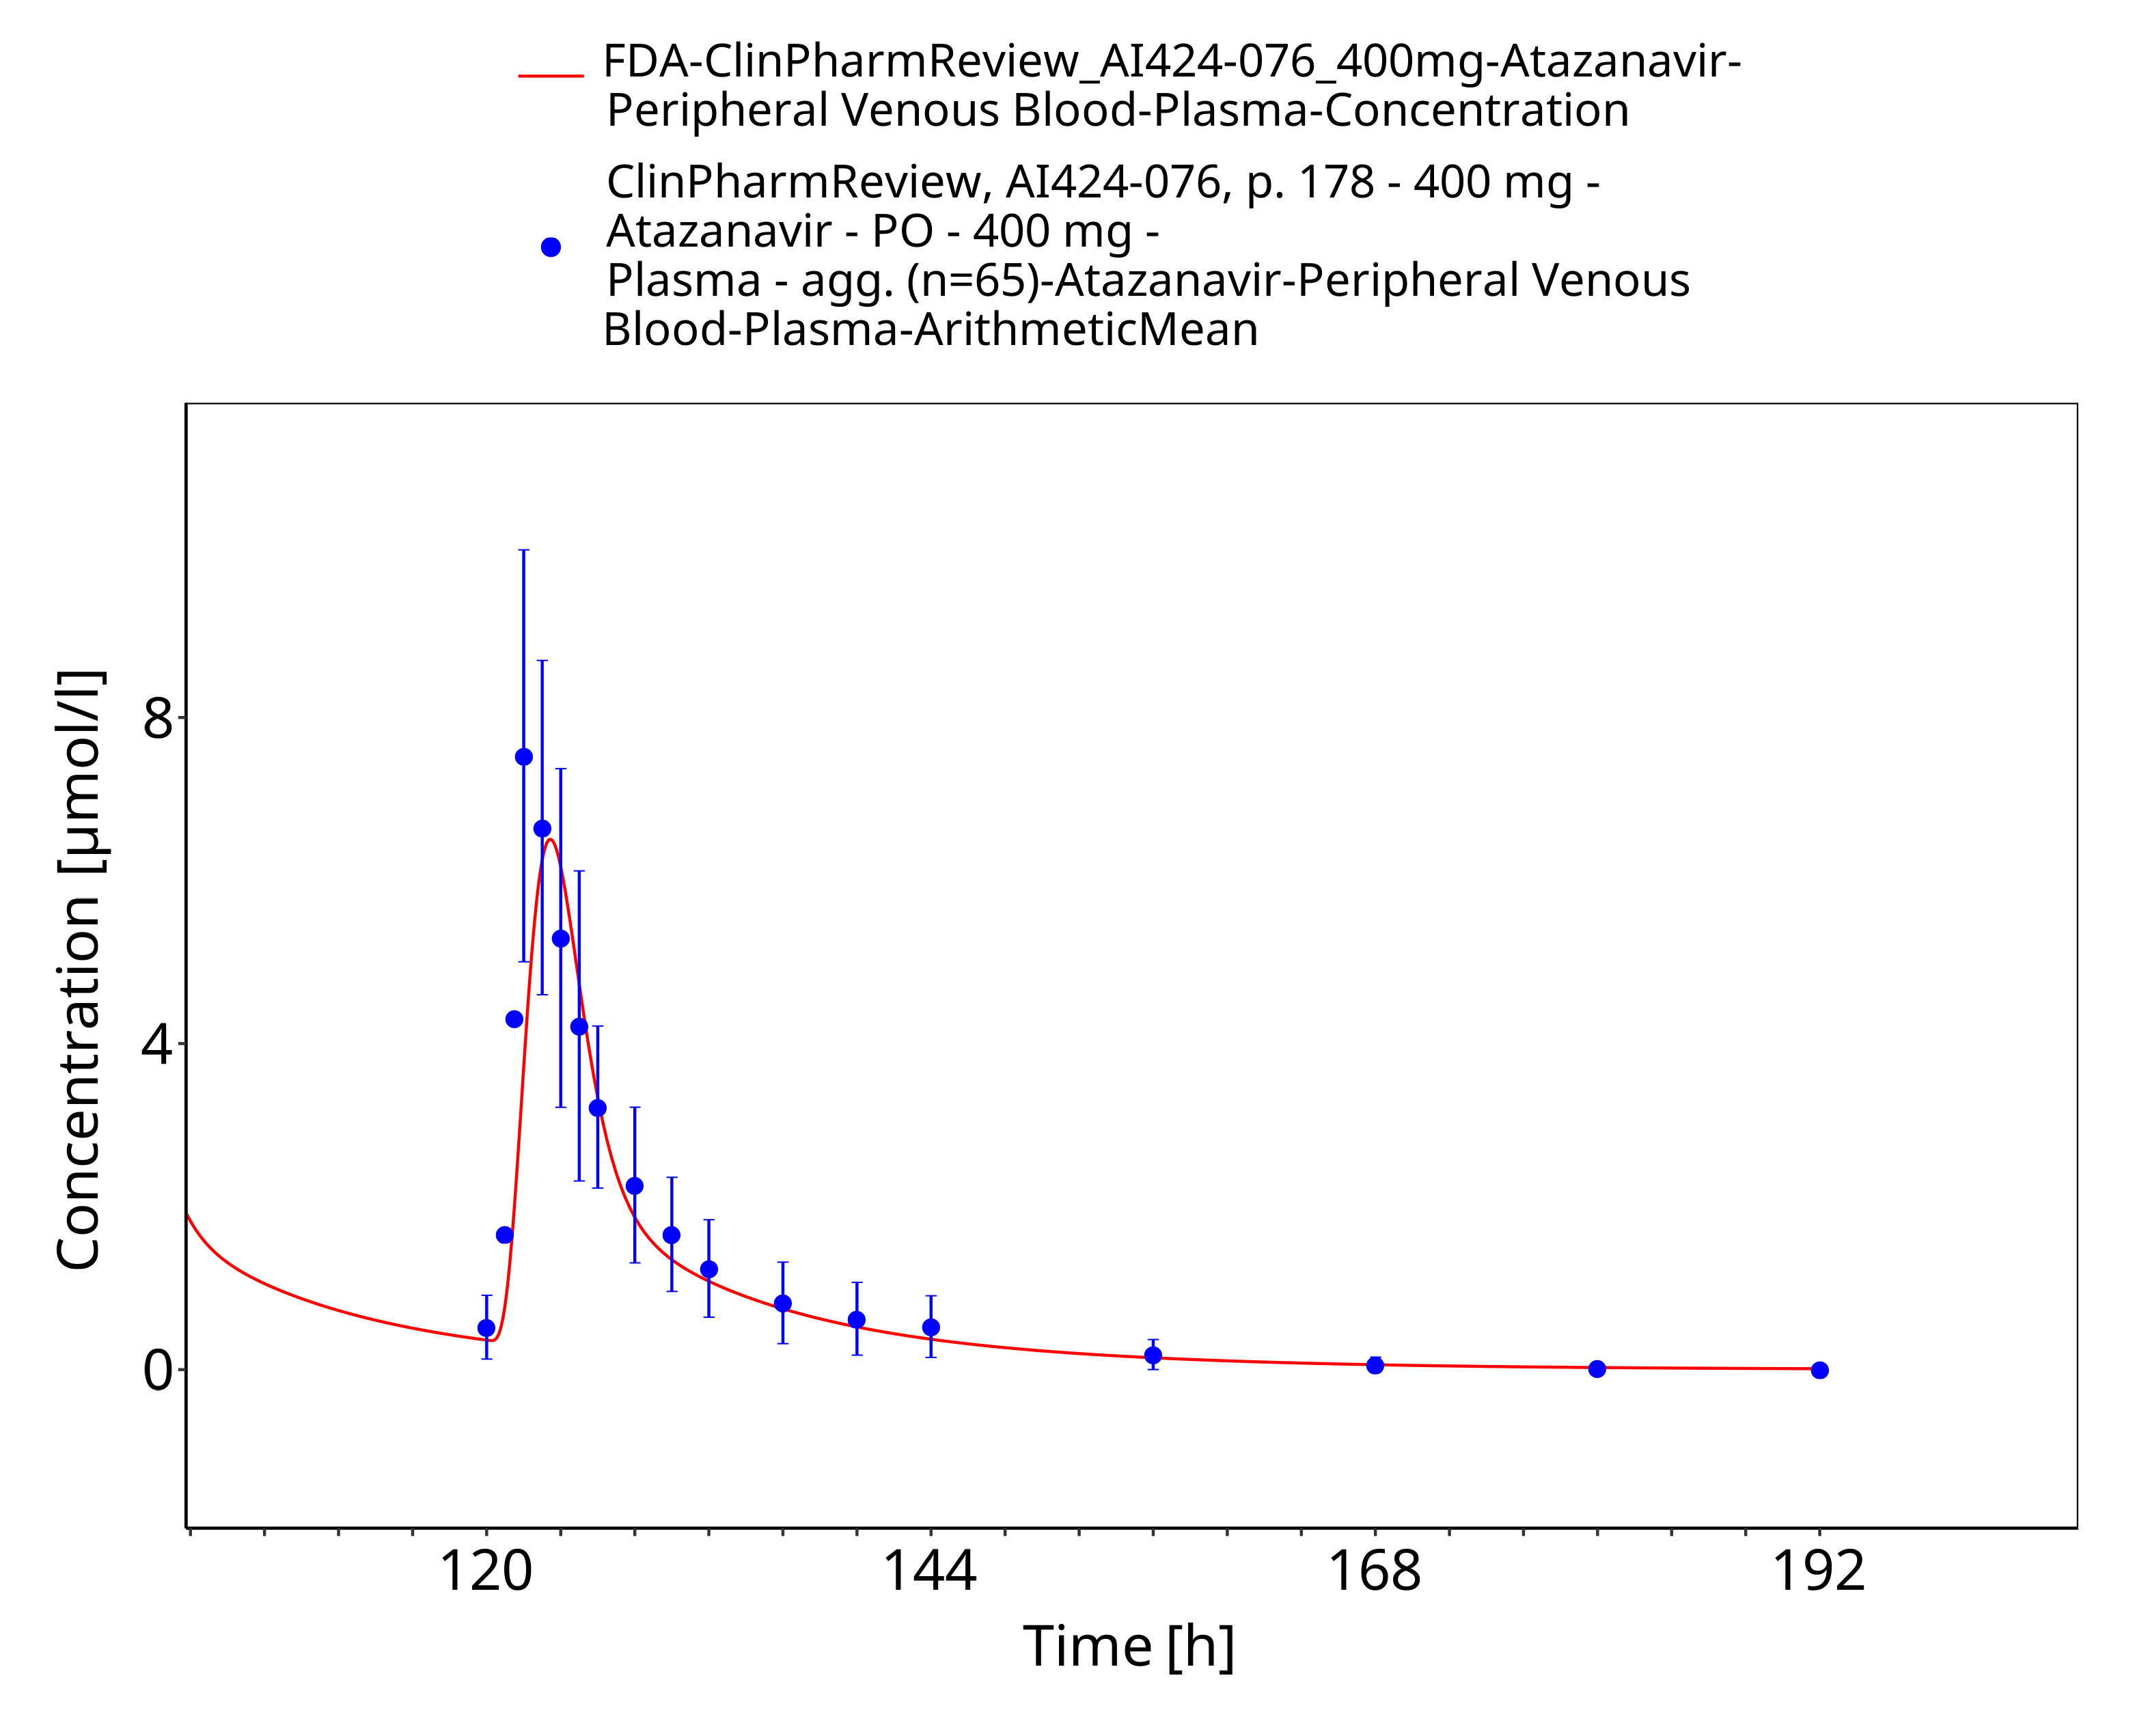 FDA-ClinPharmReview_AI424-076_400mg-Atazanavir-
Peripheral Venous Blood-Plasma-Concentration
ClinPharmReview, AI424-076, p. 178 - 400 mg -
Atazanavir - PO - 400 mg -
Plasma - agg. (n=65)-Atazanavir-Peripheral Venous
Blood-Plasma-ArithmeticMean
Concentration [µmol/l]
8
4
0
120
144
168
192
Time [h]